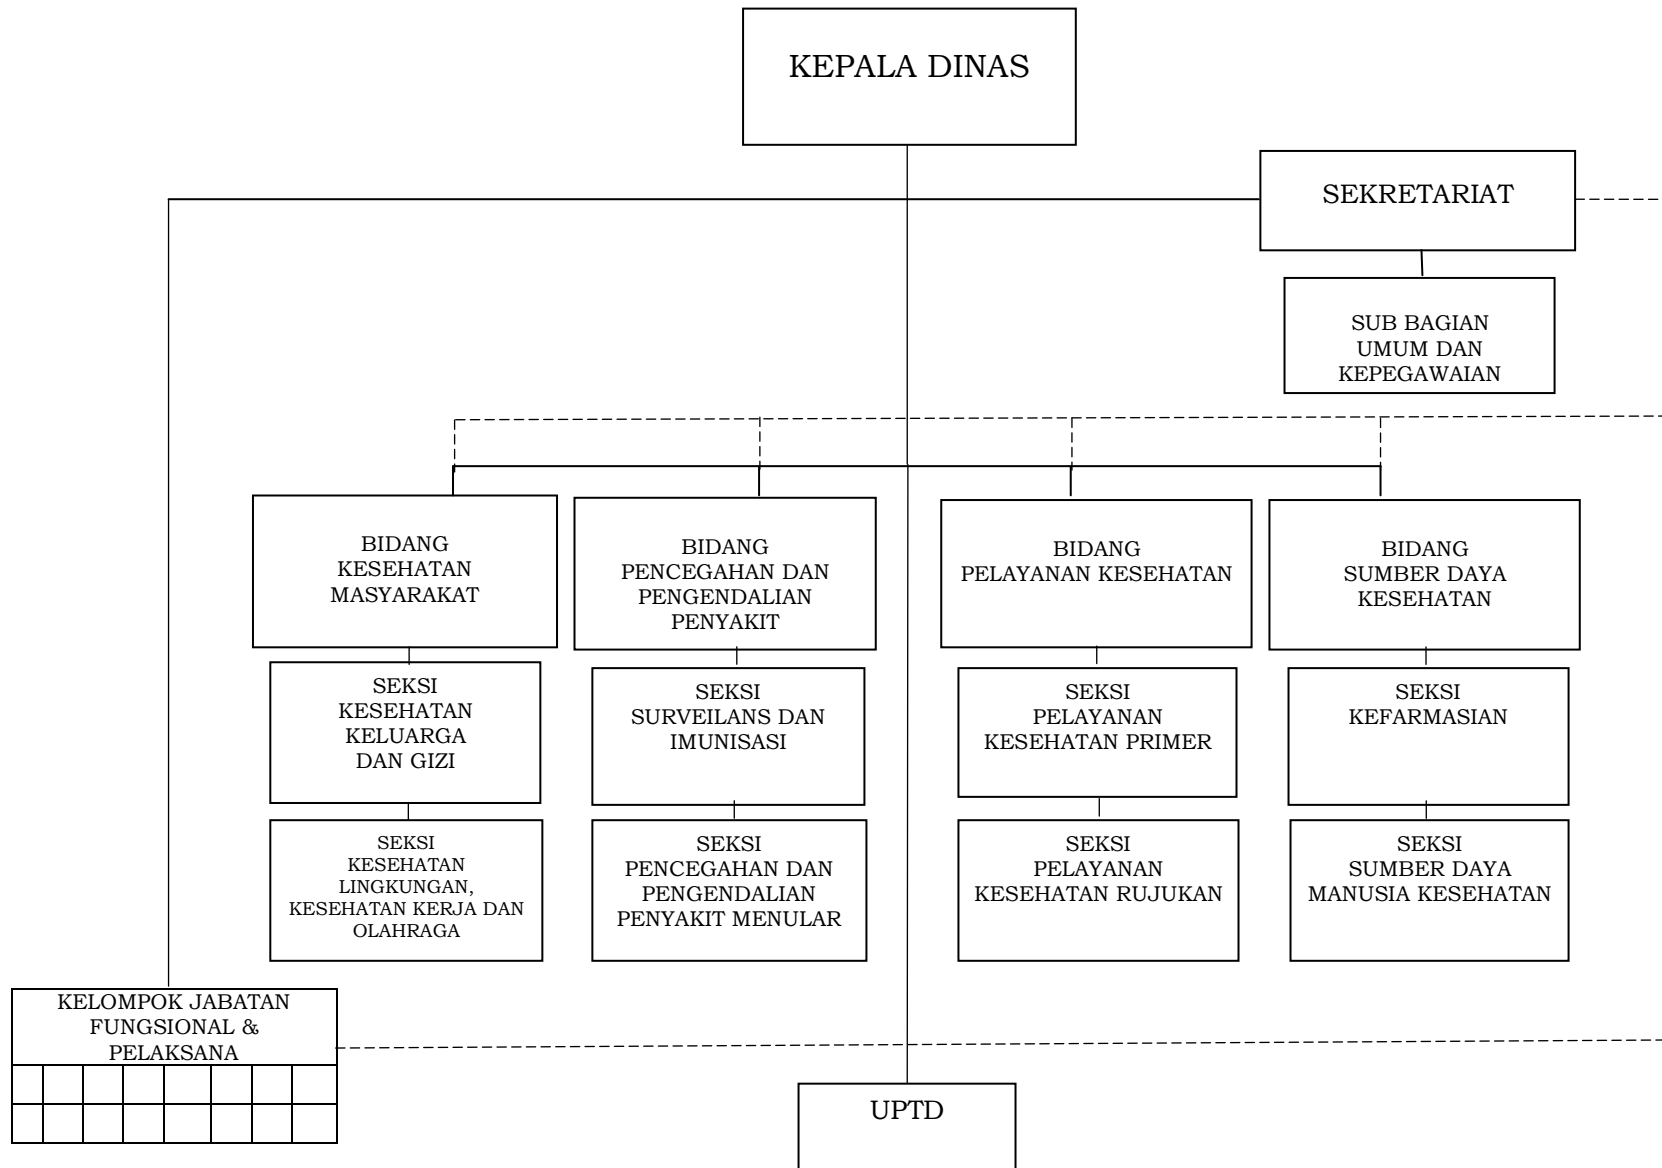 KEPALA DINAS
SEKRETARIAT
SUB BAGIAN
UMUM DAN
KEPEGAWAIAN
BIDANG
KESEHATAN
MASYARAKAT
BIDANG
PENCEGAHAN DAN
PENGENDALIAN
PENYAKIT
BIDANG
PELAYANAN KESEHATAN
BIDANG
SUMBER DAYA
KESEHATAN
SEKSI
KESEHATAN
KELUARGA
DAN GIZI
SEKSI
SURVEILANS DAN
IMUNISASI
SEKSI
PELAYANAN
KESEHATAN PRIMER
SEKSI
KEFARMASIAN
SEKSI
KESEHATAN
LINGKUNGAN,
KESEHATAN KERJA DAN
OLAHRAGA
SEKSI
PENCEGAHAN DAN
PENGENDALIAN
PENYAKIT MENULAR
SEKSI
PELAYANAN
KESEHATAN RUJUKAN
SEKSI
SUMBER DAYA
MANUSIA KESEHATAN
KELOMPOK JABATAN
FUNGSIONAL &
PELAKSANA
UPTD